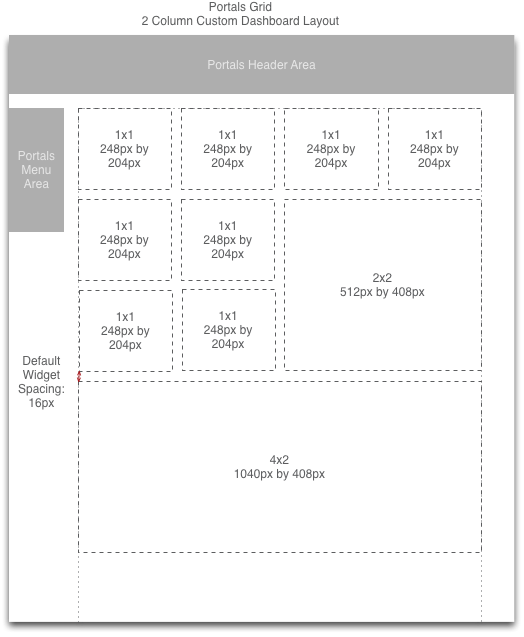 Portals Grid
2 Column Custom Dashboard Layout
Portals Header Area
Portals
Menu
Area
1x1
248px by
204px
1x1
248px by
204px
1x1
248px by
204px
1x1
248px by
204px
1x1
248px by
204px
1x1
248px by
204px
2x2
512px by 408px
1x1
248px by
204px
1x1
248px by
204px
Default
Widget
Spacing:
16px
4x2
1040px by 408px